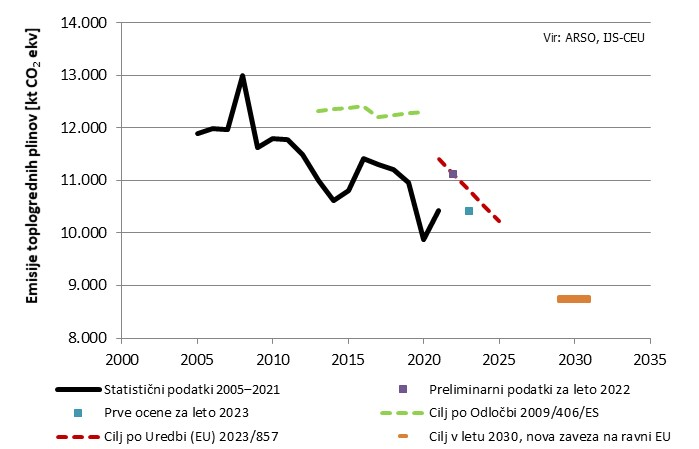 Emisije toplogrednih plinov [kt CO₂ ekv]
Vir: ARSO, IJS-CEU
14.000
13.000
12.000
11.000
10.000
9.000
8.000
2000 2005 2010 2015 2020 2025 2030 2035
Statistični podatki 2005–2021
Preliminarni podatki za leto 2022
Prve ocene za leto 2023
Cilj po Odločbi 2009/406/ES
Cilj po Uredbi (EU) 2023/857
Cilj v letu 2030, nova zaveza na ravni EU